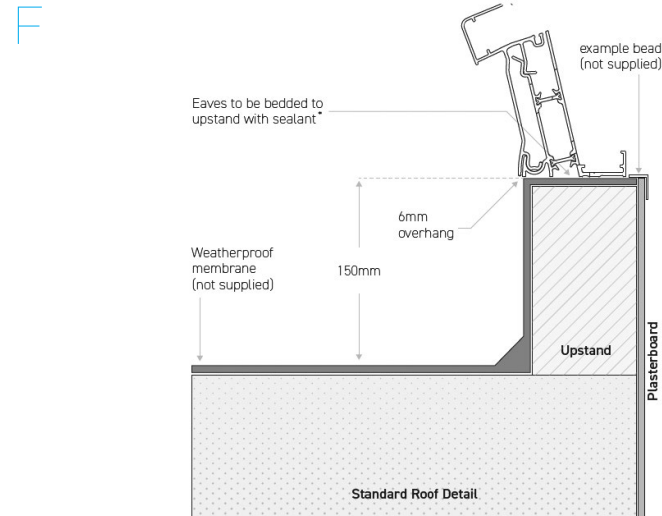 F
example bead
(not supplied)
Eaves to be bedded to
upstand with sealant*
6mm
overhang
Weatherproof
membrane
(not supplied)
150mm
Upstand
Plasterboard
Standard Roof Detail